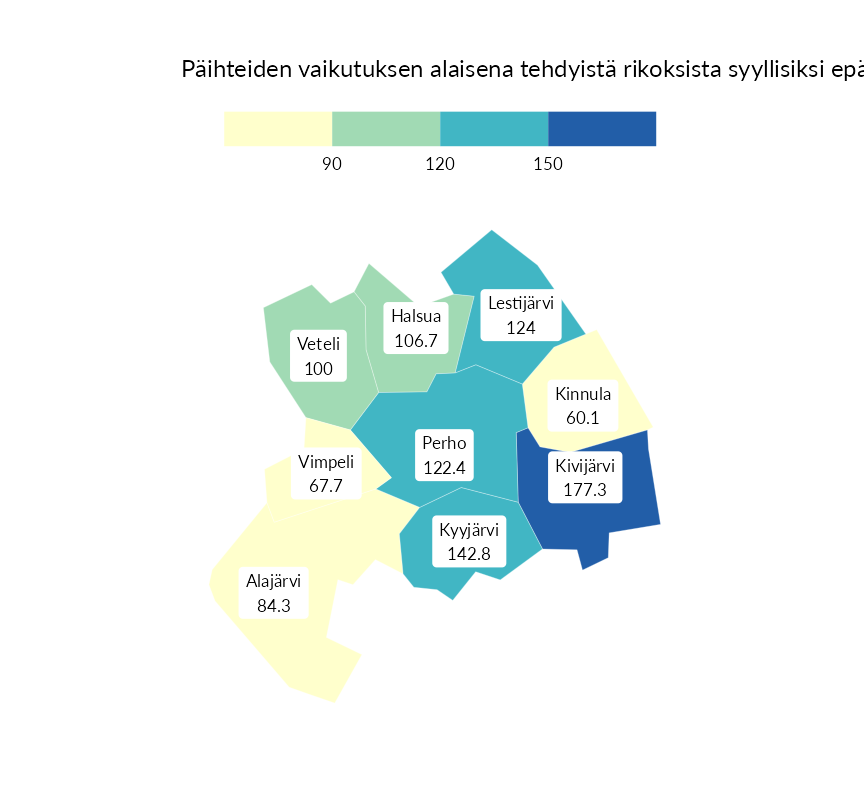 Päihteiden vaikutuksen alaisena tehdyistä rikoksista syyllisiksi epä
90
120
150
Lestijärvi
124
Halsua
106.7
Veteli
100
Kinnula
60.1
Perho
122.4
Vimpeli
67.7
Kivijärvi
177.3
Kyyjärvi
142.8
Alajärvi
84.3